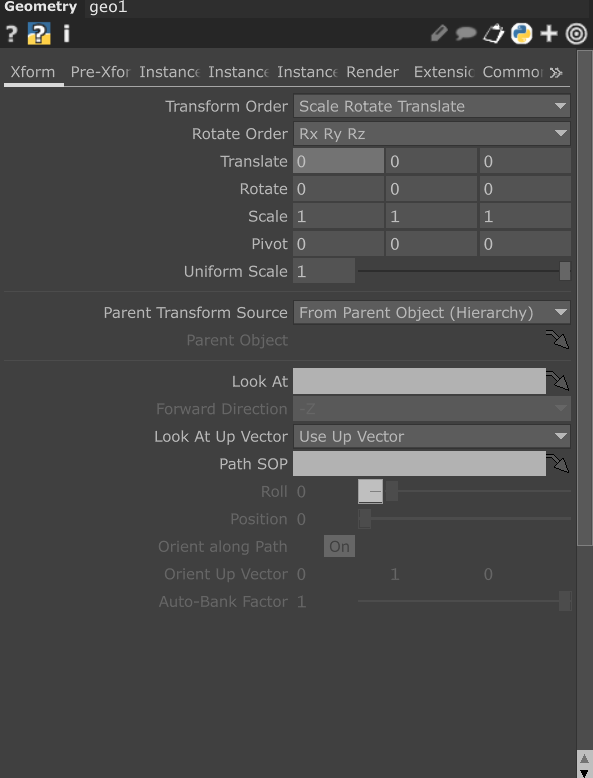 Geometry geo1
Xform Pre-Xfor Instance Instance Instance Render Extensio Commo
Transform Order Scale Rotate Translate
Rotate Order Rx Ry Rz
Translate 0 0 0
Rotate 0 0 0
Scale 1 1 1
Pivot 0 0 0
Uniform Scale 1
Parent Transform Source From Parent Object (Hierarchy)
Parent Object
Look At
Forward Direction -Z
Look At Up Vector Use Up Vector
Path SOP
Roll 0
Position 0
Orient along Path On
Orient Up Vector 0 1 0
Auto-Bank Factor 1